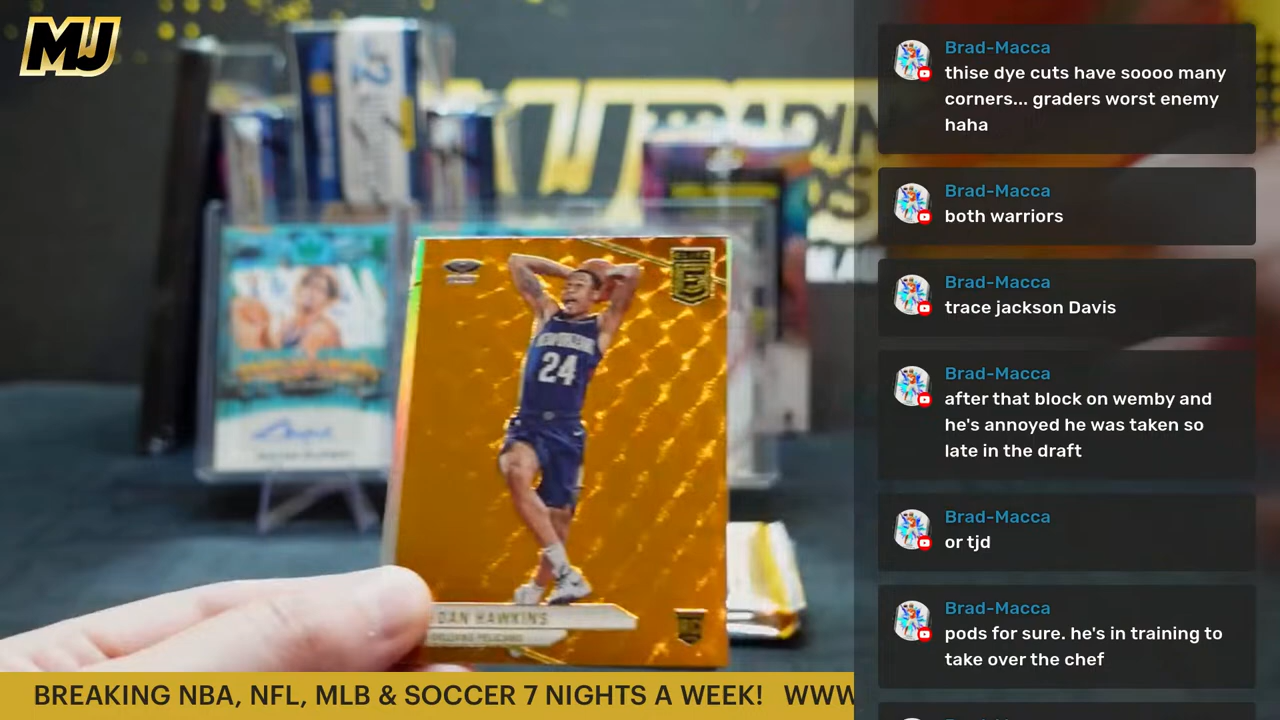 MJ
TRADIN
24
DAN HAWKINS
BREAKING NBA, NFL, MLB & SOCCER 7 NIGHTS A WEEK! WWW
Brad-Macca
thise dye cuts have soooo many
corners... graders worst enemy
haha
Brad-Macca
both warriors
Brad-Macca
trace jackson Davis
Brad-Macca
after that block on wemby and
he's annoyed he was taken so
late in the draft
Brad-Macca
or tjd
Brad-Macca
pods for sure. he's in training to
take over the chef